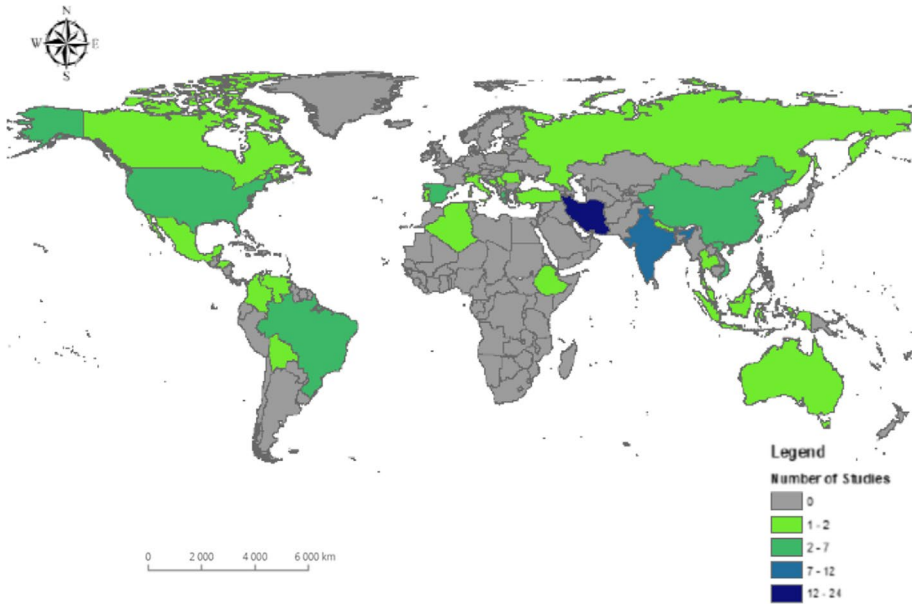 N
W E
S
Legend
Number of Studies
0
1 - 2
2 - 7
7 - 12
12 - 24
0 2 000 4 000 6 000 km